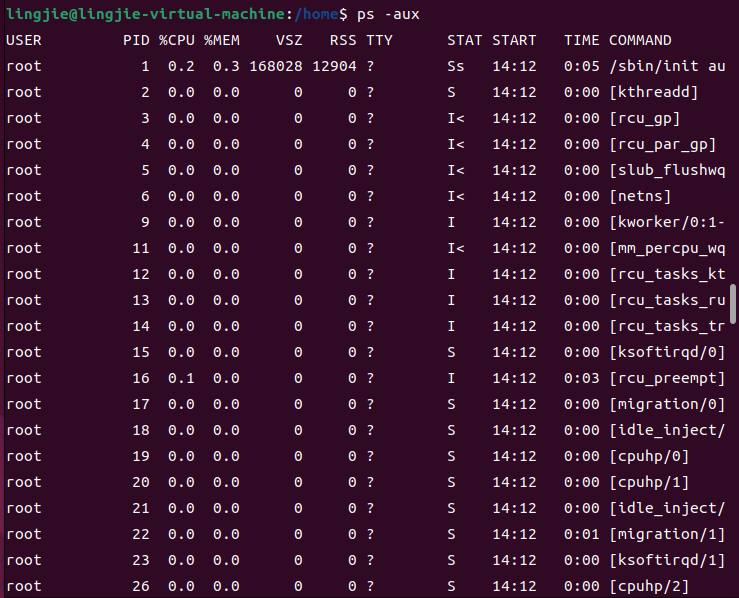 lingjie@lingjie-virtual-machine:/home$ ps -aux
USER PID %CPU %MEM VSZ RSS TTY STAT START TIME COMMAND
root 1 0.2 0.3 168028 12904 ? Ss 14:12 0:05 /sbin/init au
root 2 0.0 0.0 0 0 ? S 14:12 0:00 [kthreadd]
root 3 0.0 0.0 0 0 ? I< 14:12 0:00 [rcu_gp]
root 4 0.0 0.0 0 0 ? I< 14:12 0:00 [rcu_par_gp]
root 5 0.0 0.0 0 0 ? I< 14:12 0:00 [slub_flushwq
root 6 0.0 0.0 0 0 ? I< 14:12 0:00 [netns]
root 9 0.0 0.0 0 0 ? I 14:12 0:00 [kworker/0:1-
root 11 0.0 0.0 0 0 ? I< 14:12 0:00 [mm_percpu_wq
root 12 0.0 0.0 0 0 ? I 14:12 0:00 [rcu_tasks_kt
root 13 0.0 0.0 0 0 ? I 14:12 0:00 [rcu_tasks_ru
root 14 0.0 0.0 0 0 ? I 14:12 0:00 [rcu_tasks_tr
root 15 0.0 0.0 0 0 ? S 14:12 0:00 [ksoftirqd/0]
root 16 0.1 0.0 0 0 ? I 14:12 0:03 [rcu_preempt]
root 17 0.0 0.0 0 0 ? S 14:12 0:00 [migration/0]
root 18 0.0 0.0 0 0 ? S 14:12 0:00 [idle_inject/
root 19 0.0 0.0 0 0 ? S 14:12 0:00 [cpuhp/0]
root 20 0.0 0.0 0 0 ? S 14:12 0:00 [cpuhp/1]
root 21 0.0 0.0 0 0 ? S 14:12 0:00 [idle_inject/
root 22 0.0 0.0 0 0 ? S 14:12 0:01 [migration/1]
root 23 0.0 0.0 0 0 ? S 14:12 0:00 [ksoftirqd/1]
root 26 0.0 0.0 0 0 ? S 14:12 0:00 [cpuhp/2]